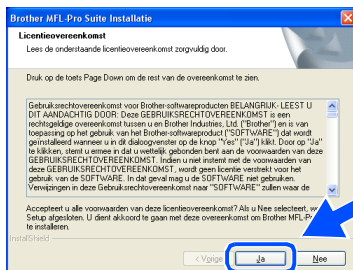 Brother MFL-Pro Suite Installatie
Licentieovereenkomst
Lees de onderstaande licentieovereenkomst zorgvuldig door.
Druk op de toets Page Down om de rest van de overeenkomst te zien.
Gebruiksrechtovereenkomst voor Brother-softwareproducten BELANGRIJK- LEEST U
DIT AANDACHTIG DOOR: Deze GEBRUIKSRECHTOVEREENKOMST is een
rechtsgeldige overeenkomst tussen u en Brother Industries, Ltd. ("Brother") en is van
toepassing op het gebruik van het Brother-softwareproduct ("SOFTWARE") dat wordt
geïnstalleerd wanneer u in dit dialoogvenster op de knop "Yes" ("Ja") klikt. Door op "Ja"
te klikken, stemt u ermee in dat u wettelijk gebonden bent aan de voorwaarden van deze
GEBRUIKSRECHTOVEREENKOMST. Indien u niet instemt met de voorwaarden van
deze GEBRUIKSRECHTOVEREENKOMST, wordt geen licentie verstrekt voor het
gebruik van de SOFTWARE. In dat geval mag u de SOFTWARE niet gebruiken.
Verwijzingen in deze Gebruiksrechtovereenkomst naar "SOFTWARE" zullen waar de
Accepteert u alle voorwaarden van deze licentieovereenkomst? Als u Nee selecteert, w
Setup afgesloten. U dient akkoord te gaan met deze overeenkomst om Brother MFL-Pr
te installeren.
InstallShield
< Vorige Ja Nee